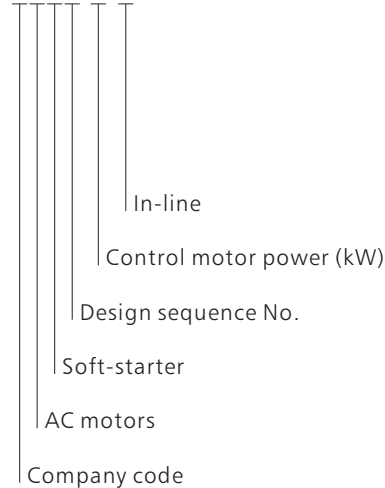 In-line
Control motor power (kW)
Design sequence No.
Soft-starter
AC motors
Company code